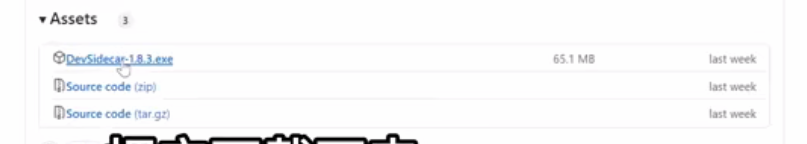 Assets 3
DevSidecar-1.8.3.exe 65.1 MB last week
Source code (zip) last week
Source code (tar.gz) last week